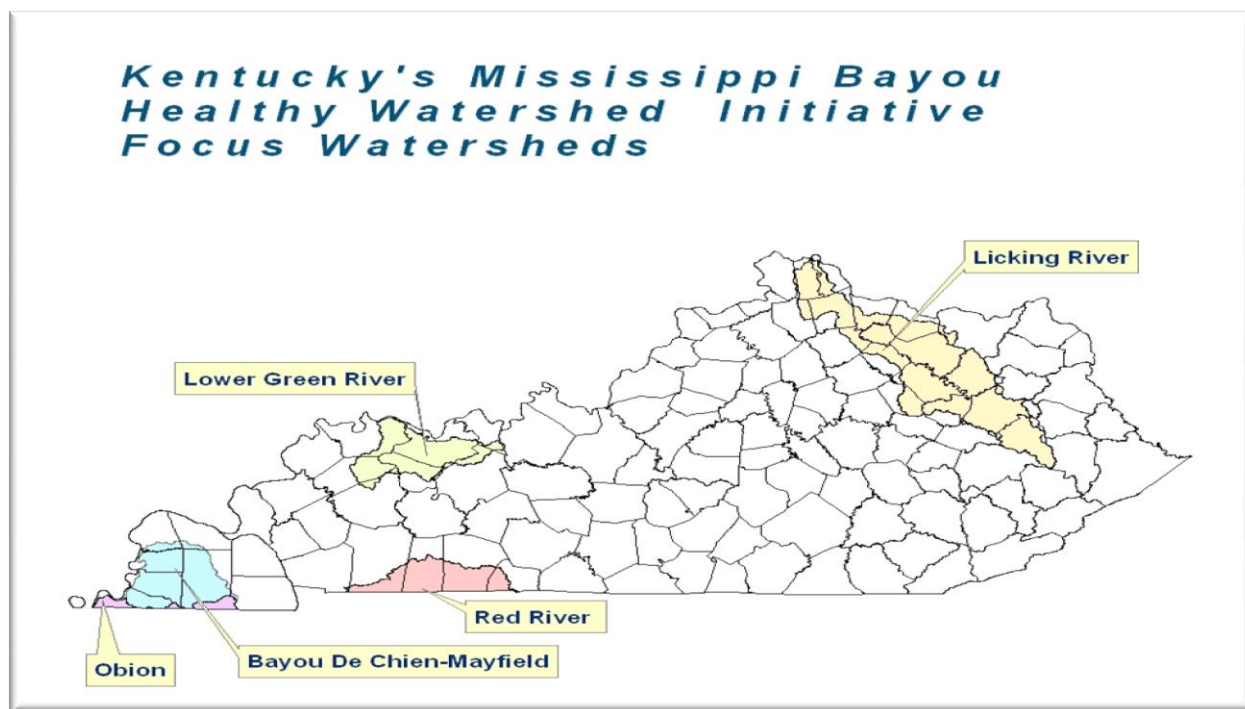 Kentucky's Mississippi Bayou
Healthy Watershed Initiative
Focus Watersheds
Licking River
Lower Green River
Red River
Bayou De Chien-Mayfield
Obion